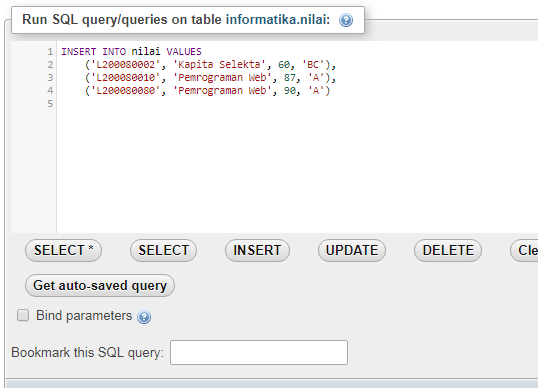 Run SQL query/queries on table informatika.nilai:
1 INSERT INTO nilai VALUES
2 ('L200080002', 'Kapita Selekta', 60, 'BC'),
3 ('L200080010', 'Pemrograman Web', 87, 'A'),
4 ('L200080080', 'Pemrograman Web', 90, 'A')
5
SELECT * SELECT INSERT UPDATE DELETE Cle
Get auto-saved query
Bind parameters
Bookmark this SQL query: